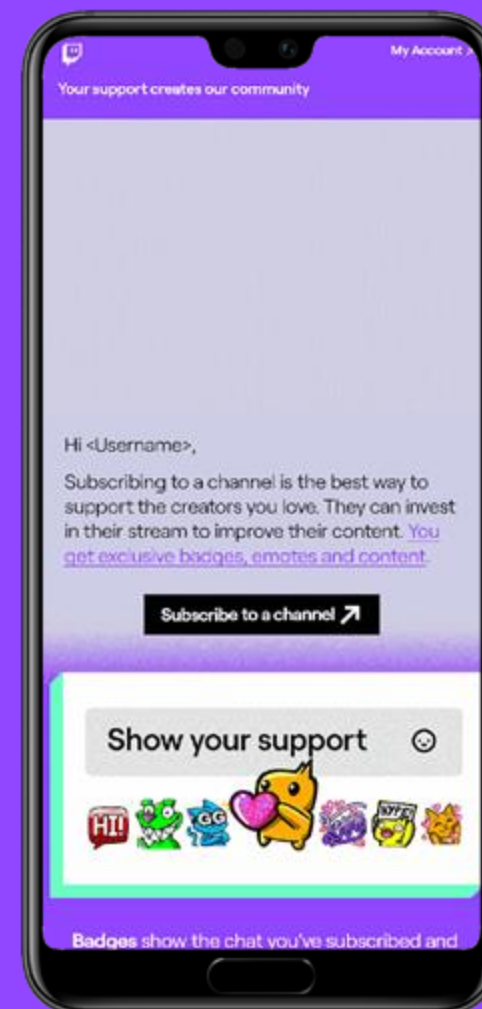 My Account
Your support creates our community
Hi <Username>,
Subscribing to a channel is the best way to
support the creators you love. They can invest
in their stream to improve their content. You
get exclusive badges, emotes and content.
Subscribe to a channel
Show your support
HI!
GG
HYPE!
Badges show the chat you've subscribed and